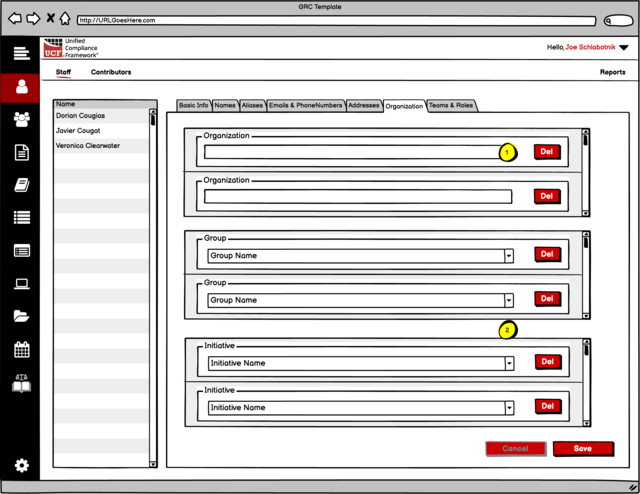 GRC Template
http://URLGoesHere.com
UCF
Unified
Compliance
Framework
Hello, Joe Schlobotnik
Staff
Contributors
Reports
Name
Dorian Cougias
Javier Cougat
Veronica Clearwater
Basic Info
Names
Aliases
Emails & PhoneNumbers
Addresses
Organization
Teams & Roles
Organization
1
Del
Organization
Del
Group
Group Name
Del
Group
Group Name
Del
2
Initiative
Initiative Name
Del
Initiative
Initiative Name
Del
Cancel
Save